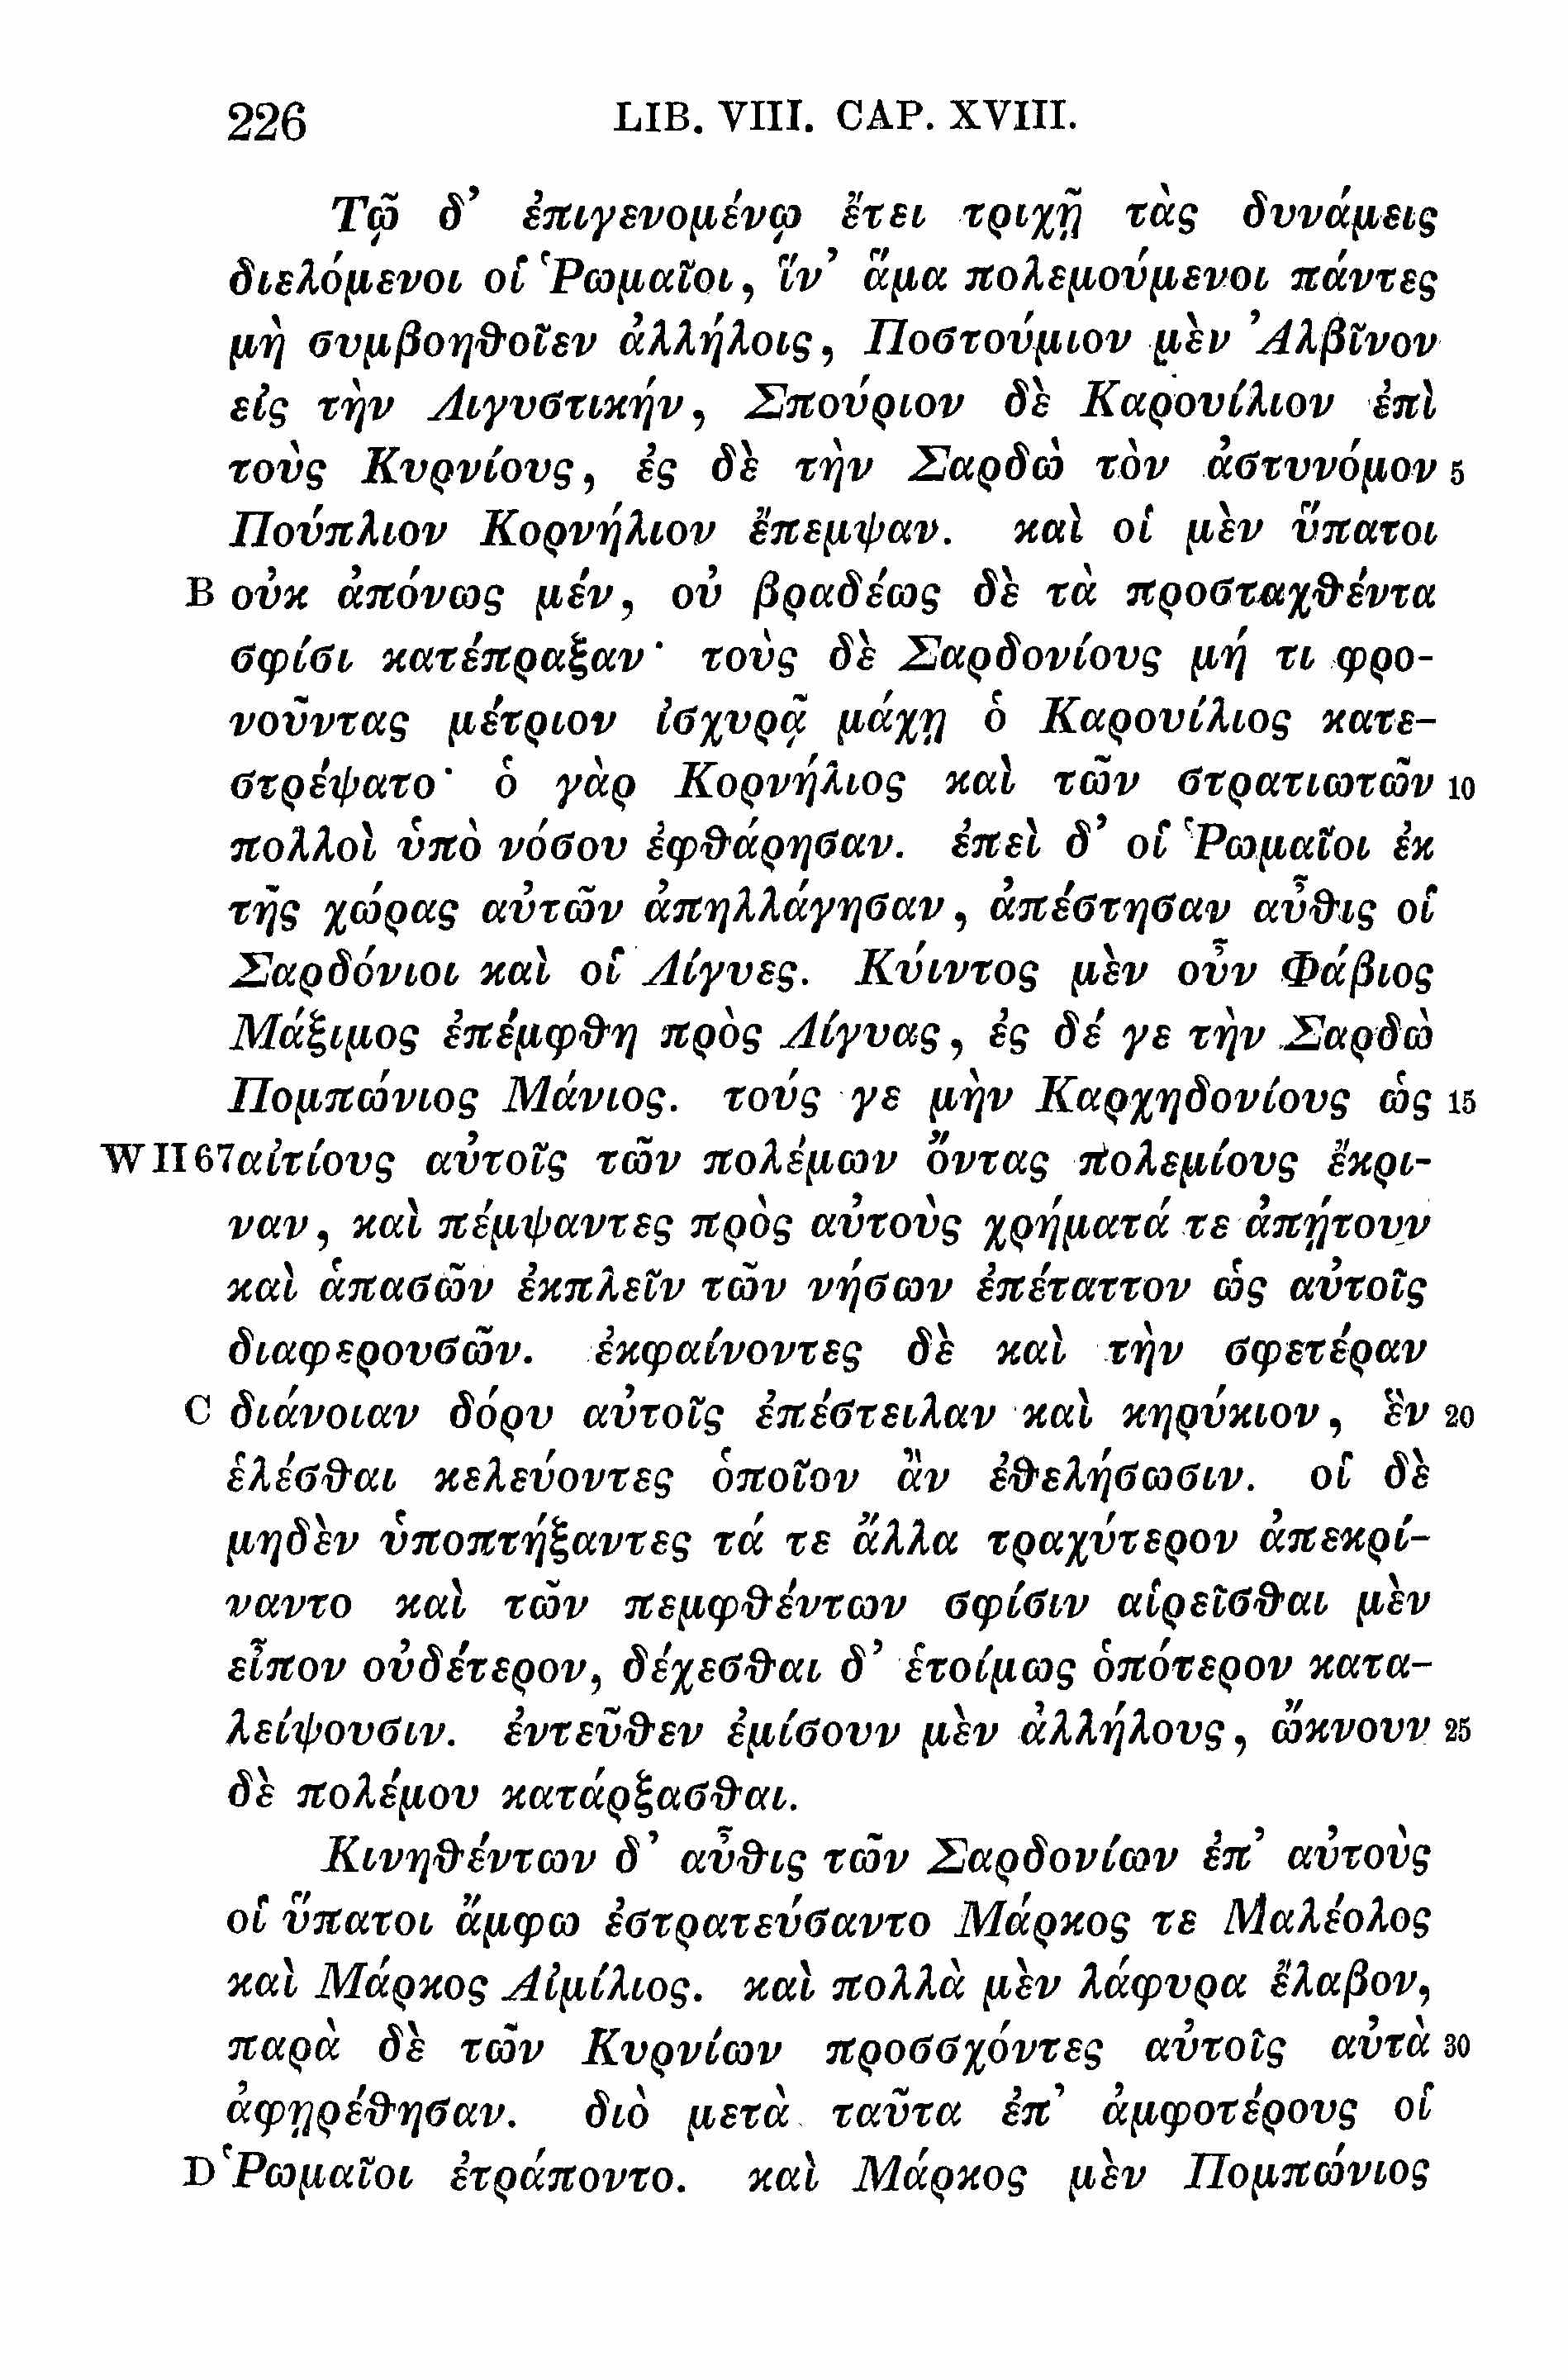 226 LIB. VIII. CAP. XVIII.
Τῷ δ’ ἐπιγενομένῳ ἔτει τριχῇ τὰς δυνάμεις
διελόμενοι οἱ Ῥωμαῖοι, ἵν’ ἅμα πολεμούμενοι πάντες
μὴ συμβοηθοῖεν ἀλλήλοις, Ποστούμιον μὲν Ἀλβῖνον
εἰς τὴν Λιγυστικήν, Σπούριον δὲ Καρουίλιον ἐπὶ
τοὺς Κυρνίους, ἐς δὲ τὴν Σαρδὼ τὸν ἀστυνόμον 5
Πούπλιον Κορνήλιον ἔπεμψαν. καὶ οἱ μὲν ὕπατοι
B οὐκ ἀπόνως μέν, οὐ βραδέως δὲ τὰ προσταχθέντα
σφίσι κατέπραξαν· τοὺς δὲ Σαρδονίους μή τι φρο-
νοῦντας μέτριον ἰσχυρᾷ μάχῃ ὁ Καρουίλιος κατε-
στρέψατο· ὁ γὰρ Κορνήλιος καὶ τῶν στρατιωτῶν 10
πολλοὶ ὑπὸ νόσου ἐφθάρησαν. ἐπεὶ δ’ οἱ Ῥωμαῖοι ἐκ
τῆς χώρας αὐτῶν ἀπηλλάγησαν, ἀπέστησαν αὖθις οἱ
Σαρδόνιοι καὶ οἱ Λίγυες. Κύιντος μὲν οὖν Φάβιος
Μάξιμος ἐπέμφθη πρὸς Λίγυας, ἐς δέ γε τὴν Σαρδὼ
Πομπώνιος Μάνιος. τούς γε μὴν Καρχηδονίους ὡς 15
W II 67 αἰτίους αὐτοῖς τῶν πολέμων ὄντας πολεμίους ἔκρι-
ναν, καὶ πέμψαντες πρὸς αὐτοὺς χρήματά τε ἀπῄτουν
καὶ ἁπασῶν ἐκπλεῖν τῶν νήσων ἐπέταττον ὡς αὐτοῖς
διαφερουσῶν. ἐκφαίνοντες δὲ καὶ τὴν σφετέραν
C διάνοιαν δόρυ αὐτοῖς ἐπέστειλαν καὶ κηρύκιον, ἓν 20
ἑλέσθαι κελεύοντες ὁποῖον ἂν ἐθελήσωσιν. οἱ δὲ
μηδὲν ὑποπτήξαντες τά τε ἄλλα τραχύτερον ἀπεκρί-
ναντο καὶ τῶν πεμφθέντων σφίσιν αἱρεῖσθαι μὲν
εἶπον οὐδέτερον, δέχεσθαι δ’ ἑτοίμως ὁπότερον κατα-
λείψουσιν. ἐντεῦθεν ἐμίσουν μὲν ἀλλήλους, ὤκνουν 25
δὲ πολέμου κατάρξασθαι.
Κινηθέντων δ’ αὖθις τῶν Σαρδονίων ἐπ’ αὐτοὺς
οἱ ὕπατοι ἄμφω ἐστρατεύσαντο Μάρκος τε Μαλέολος
καὶ Μάρκος Αἰμίλιος. καὶ πολλὰ μὲν λάφυρα ἔλαβον,
παρὰ δὲ τῶν Κυρνίων προσσχόντες αὐτοῖς αὐτὰ 30
ἀφῃρέθησαν. διὸ μετὰ ταῦτα ἐπ’ ἀμφοτέρους οἱ
D Ῥωμαῖοι ἐτράποντο. καὶ Μάρκος μὲν Πομπώνιος